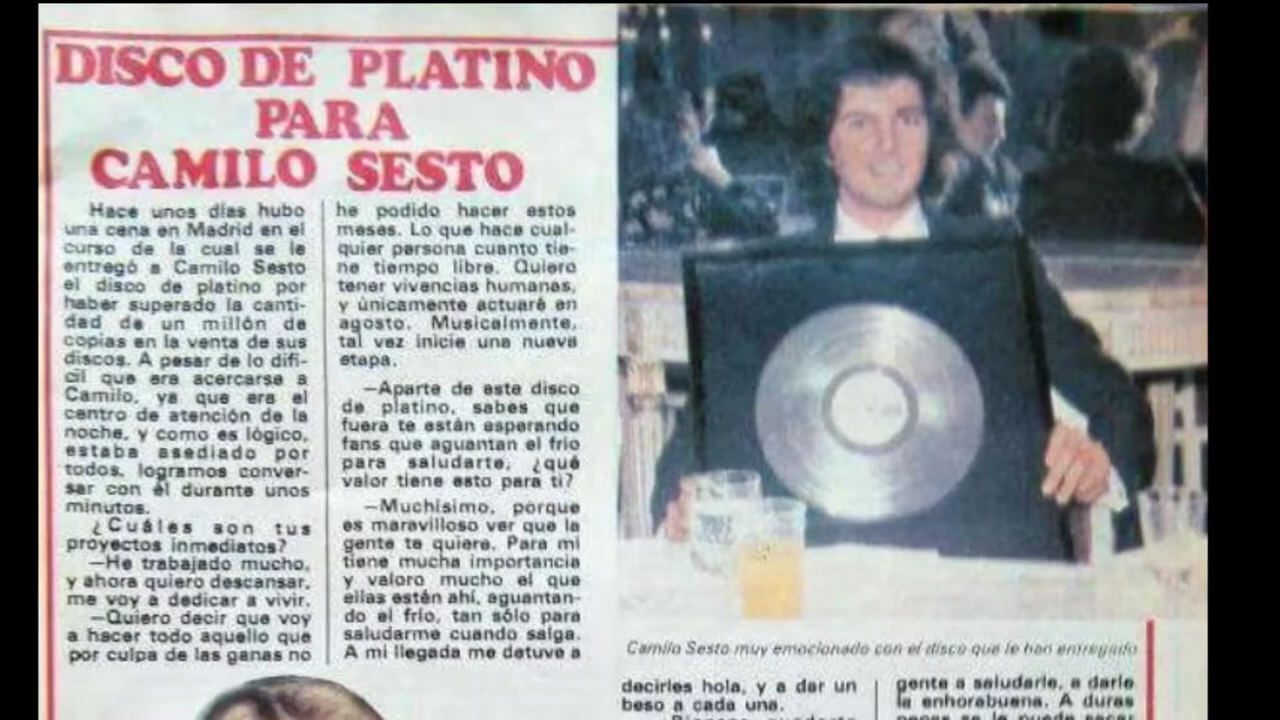 DISCO DE PLATINO
PARA
CAMILO SESTO
Hace unos días hubo
una cena en Madrid en el
curso de la cual se le
entregó a Camilo Sesto
el disco de platino por
haber superado la canti-
dad de un millón de
copias en la venta de sus
discos. A pesar de lo difí-
cil que era acercarse a
Camilo, ya que era el
centro de atención de la
noche, y como es lógico,
estaba asediado por
todos, logramos conver-
sar con él durante unos
minutos.
¿Cuáles son tus
proyectos inmediatos?
—He trabajado mucho,
y ahora quiero descansar,
me voy a dedicar a vivir.
—Quiero decir que voy
a hacer todo aquello que
por culpa de las ganas no
he podido hacer estos
meses. Lo que hace cual-
quier persona cuanto tie-
ne tiempo libre. Quiero
tener vivencias humanas,
y únicamente actuaré en
agosto. Musicalmente,
tal vez inicie una nueva
etapa.
—Aparte de este disco
de platino, sabes que
fuera te están esperando
fans que aguantan el frío
para saludarte, ¿qué
valor tiene esto para ti?
—Muchísimo, porque
es maravilloso ver que la
gente te quiere. Para mí
tiene mucha importancia
y valoro mucho el que
ellas estén ahí, aguantan-
do el frío, tan sólo para
saludarme cuando salga.
A mi llegada me detuve a
Camilo Sesto muy emocionado con el disco que le han entregado
decirles hola, y a dar un
beso a cada una.
gente a saludarle, a darle
la enhorabuena. A duras
penas se le puede sacar